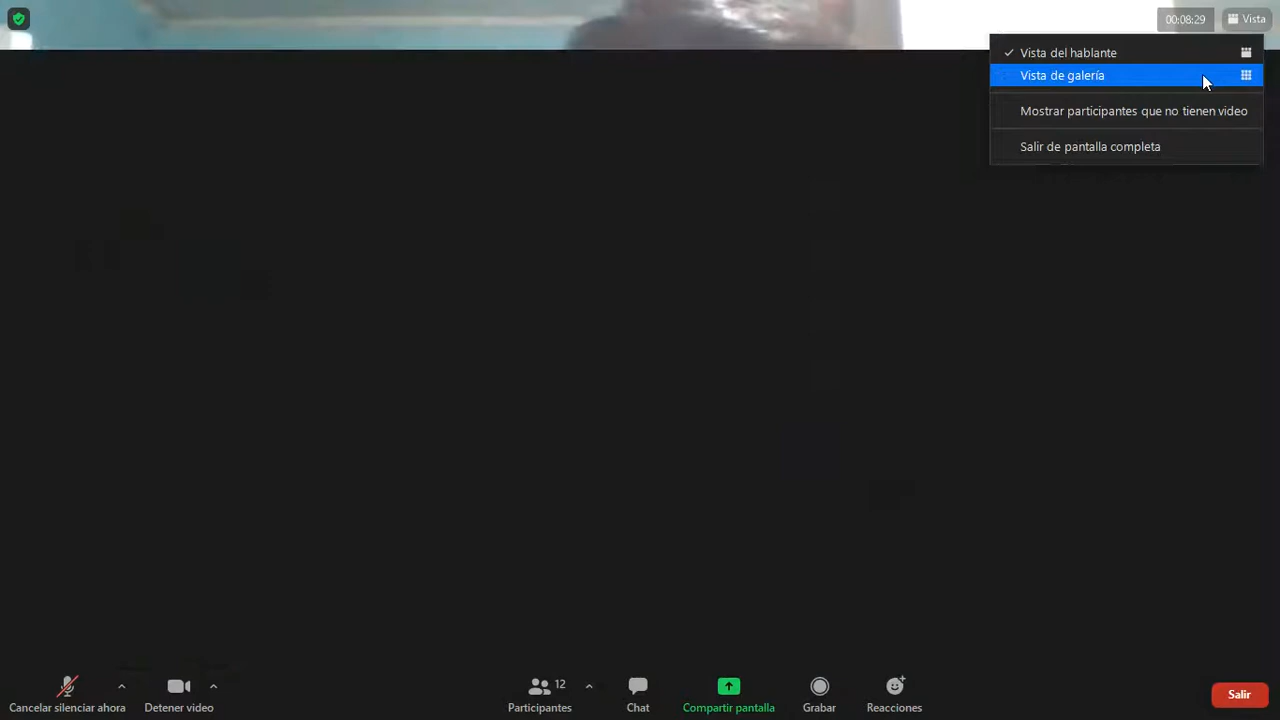 00:08:29 Vista
Vista del hablante
Vista de galería
Mostrar participantes que no tienen video
Salir de pantalla completa
12
Cancelar silenciar ahora Detener video Participantes Chat Compartir pantalla Grabar Reacciones Salir